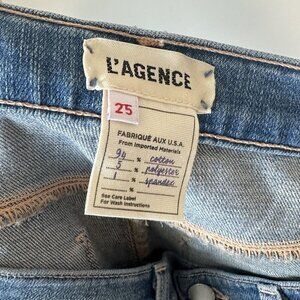 L'AGENCE
25
FABRIQUÉ AUX U.S.A.
From Imported Materials
94 % cotton
5 % polyester
1 % spandex
See Care Label
For Wash Instructions